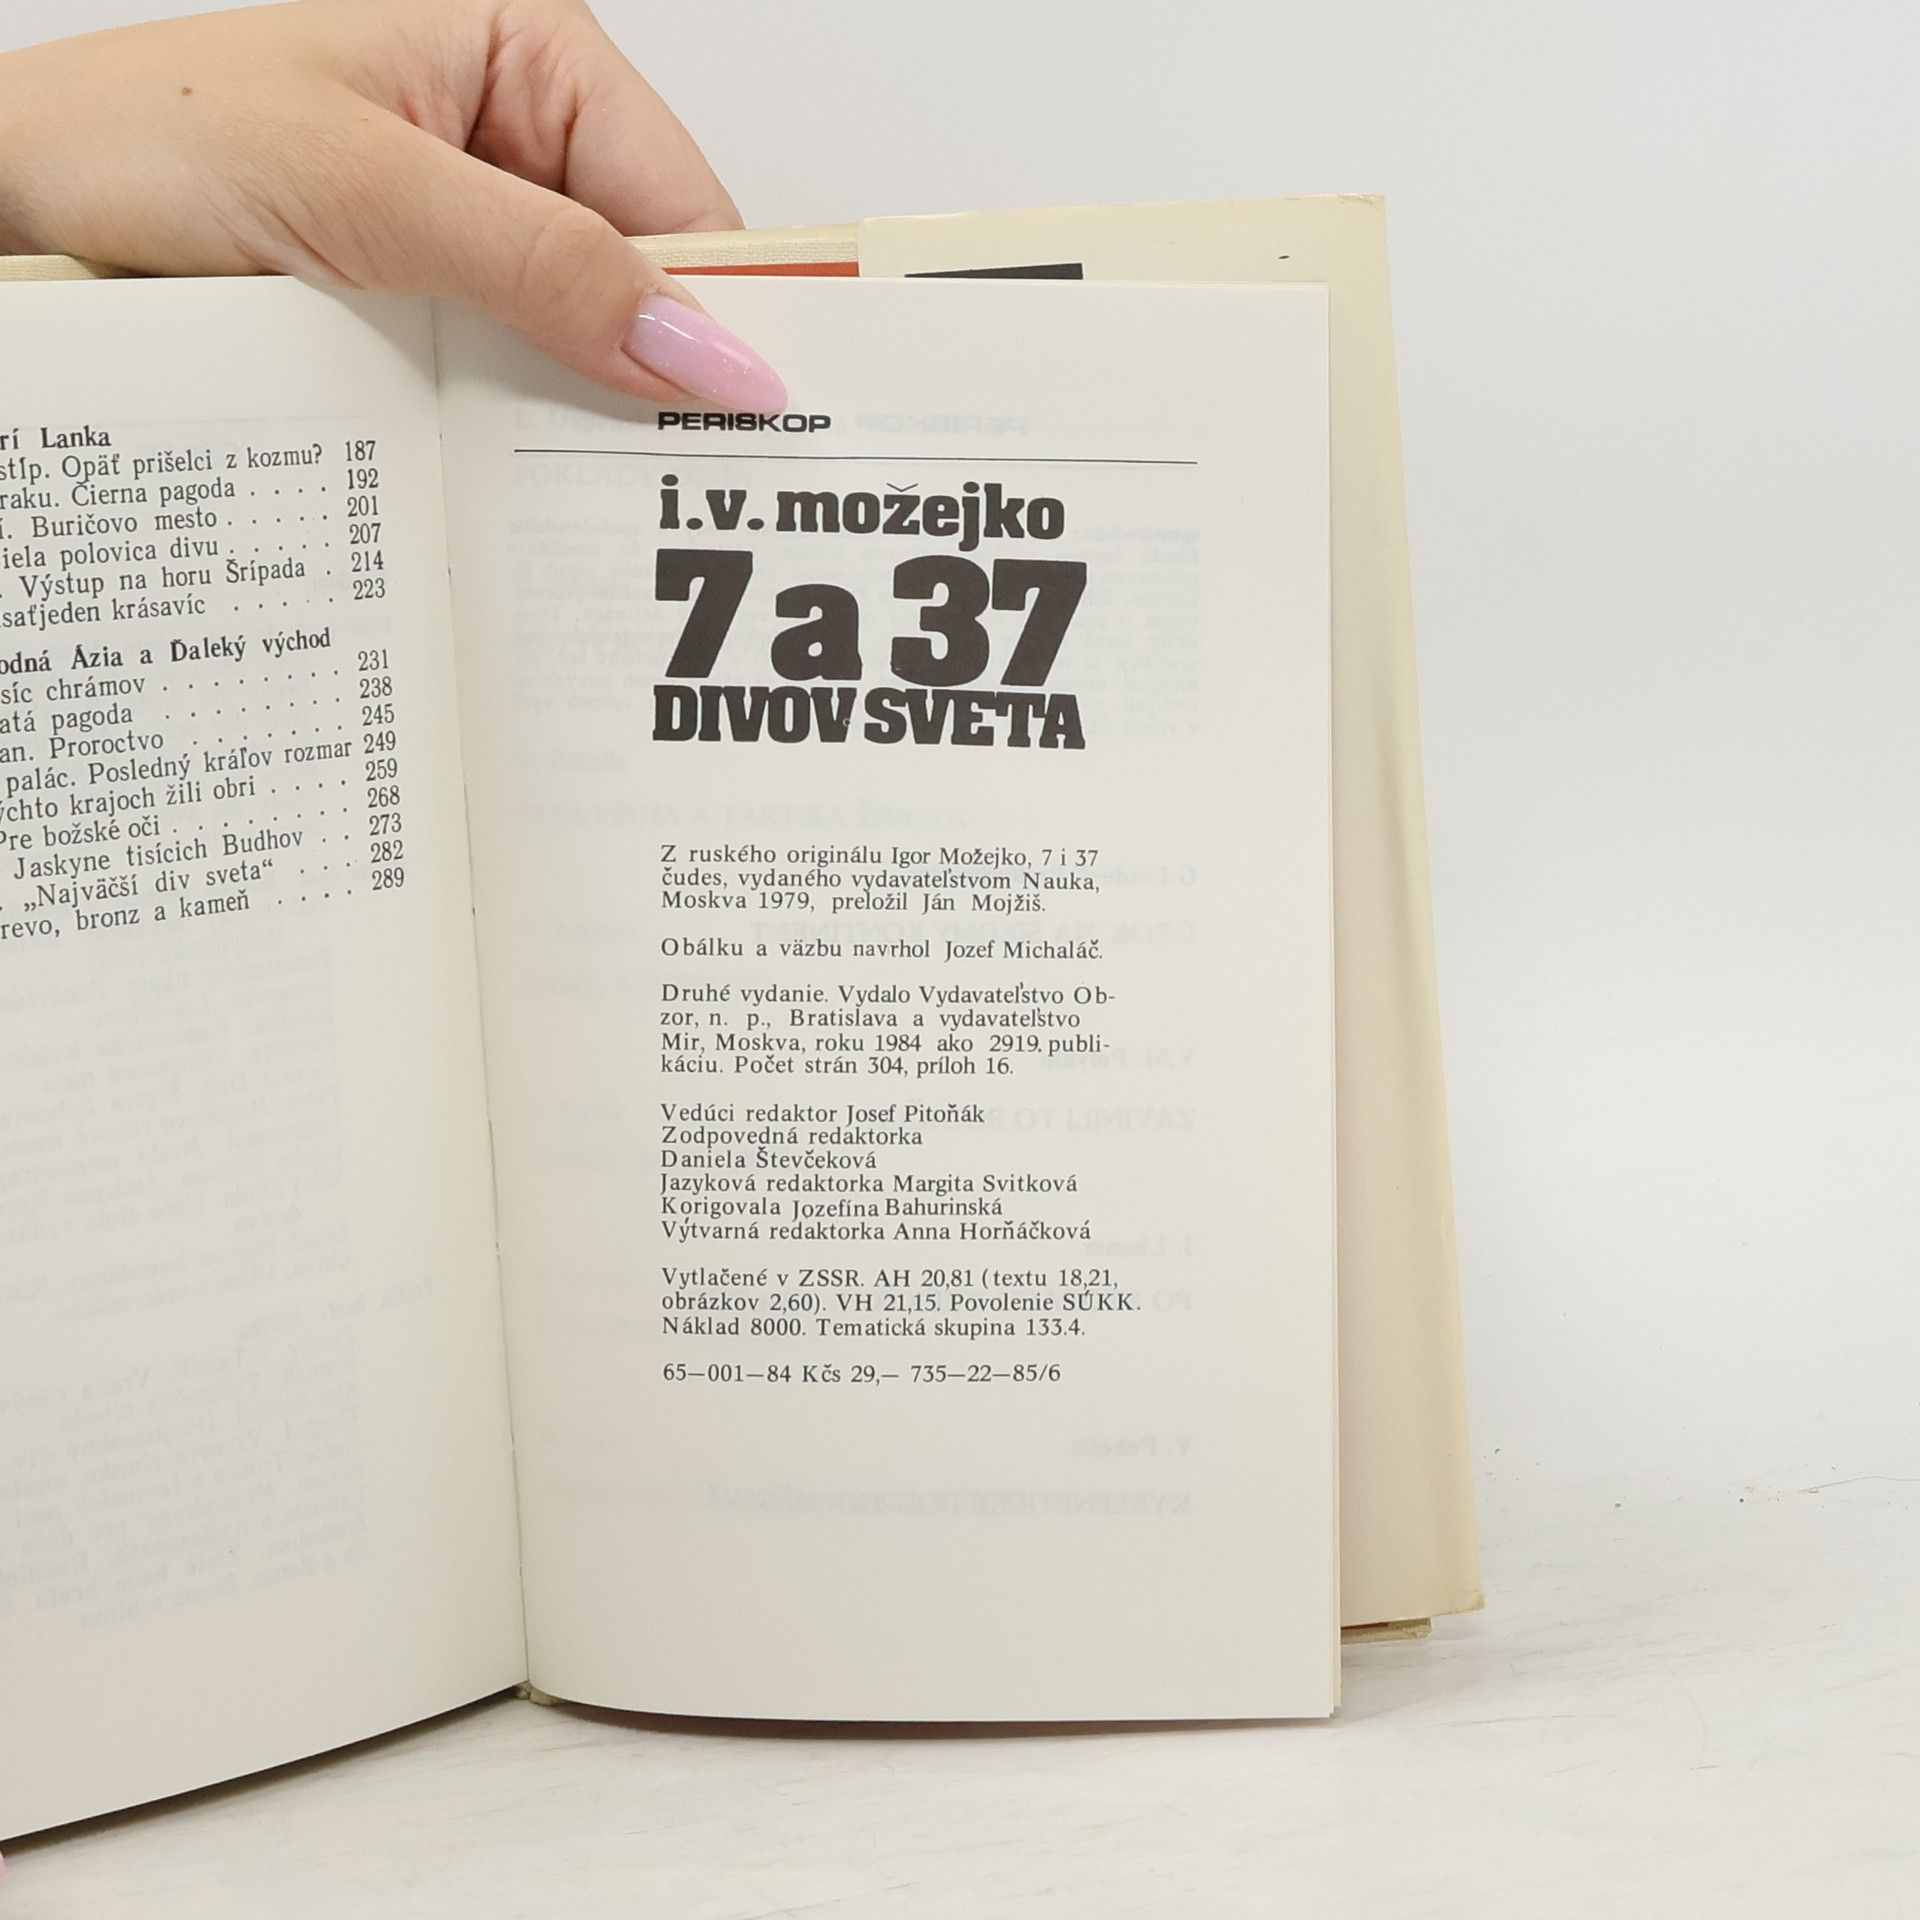 rí Lanka
stĺp. Opäť prišelci z kozmu? 187
raku. Čierna pagoda . . . . 192
í. Buričovo mesto . . . . . 201
iela polovica divu . . . . . 207
. Výstup na horu Šrípada . 214
saťjeden krásavíc . . . . . 223
odná Ázia a Ďaleký východ
síc chrámov . . . . . . . . 231
atá pagoda . . . . . . . . 238
an. Proroctvo . . . . . . . 245
palác. Posledný kráľov rozmar 249
ýchto krajoch žili obri . . . . 259
Pre božské oči . . . . . . . . 268
Jaskyne tisícich Budhov . . 273
. „Najväčší div sveta“ . . . 282
revo, bronz a kameň . . . . 289
PERISKOP
i.v. možejko
7 a 37
DIVOV SVETA
Z ruského originálu Igor Možejko, 7 i 37
čudes, vydaného vydavateľstvom Nauka,
Moskva 1979, preložil Ján Mojžiš.
Obálku a väzbu navrhol Jozef Michaláč.
Druhé vydanie. Vydalo Vydavateľstvo Ob-
zor, n. p., Bratislava a vydavateľstvo
Mir, Moskva, roku 1984 ako 2919. publi-
káciu. Počet strán 304, príloh 16.
Vedúci redaktor Josef Pitoňák
Zodpovedná redaktorka
Daniela Števčeková
Jazyková redaktorka Margita Svitková
Korigovala Jozefína Bahurinská
Výtvarná redaktorka Anna Horňáčková
Vytlačené v ZSSR. AH 20,81 (textu 18,21,
obrázkov 2,60). VH 21,15. Povolenie SÚKK.
Náklad 8000. Tematická skupina 133.4.
65—001—84 Kčs 29,— 735—22—85/6